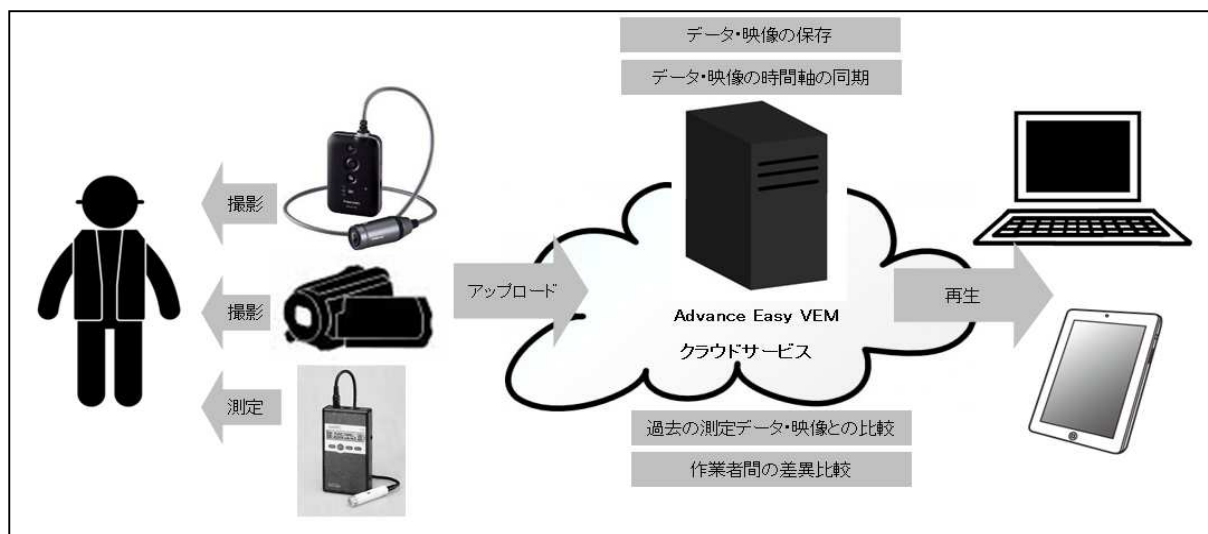 データ・映像の保存
データ・映像の時間軸の同期
撮影
撮影
測定
アップロード
Advance Easy VEM
クラウドサービス
再生
過去の測定データ・映像との比較
作業者間の差異比較